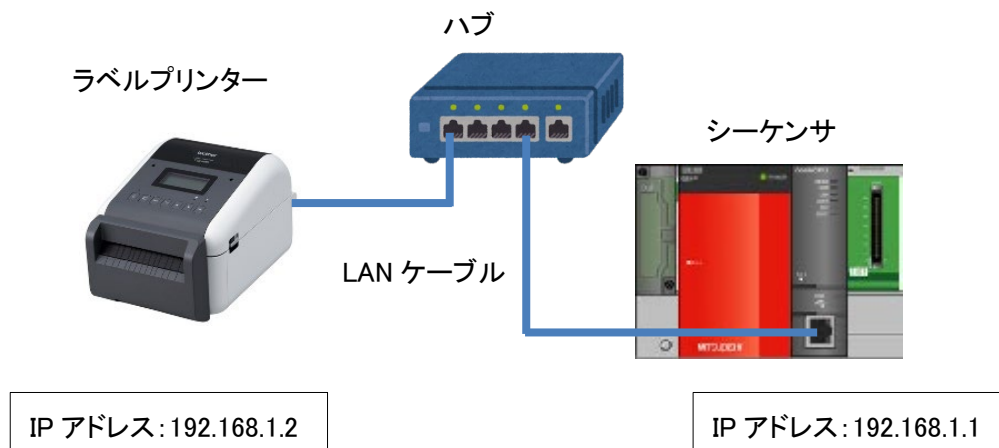 ハブ
ラベルプリンター
シーケンサ
LAN ケーブル
MITSUBISHI
IP アドレス：192.168.1.2
IP アドレス：192.168.1.1